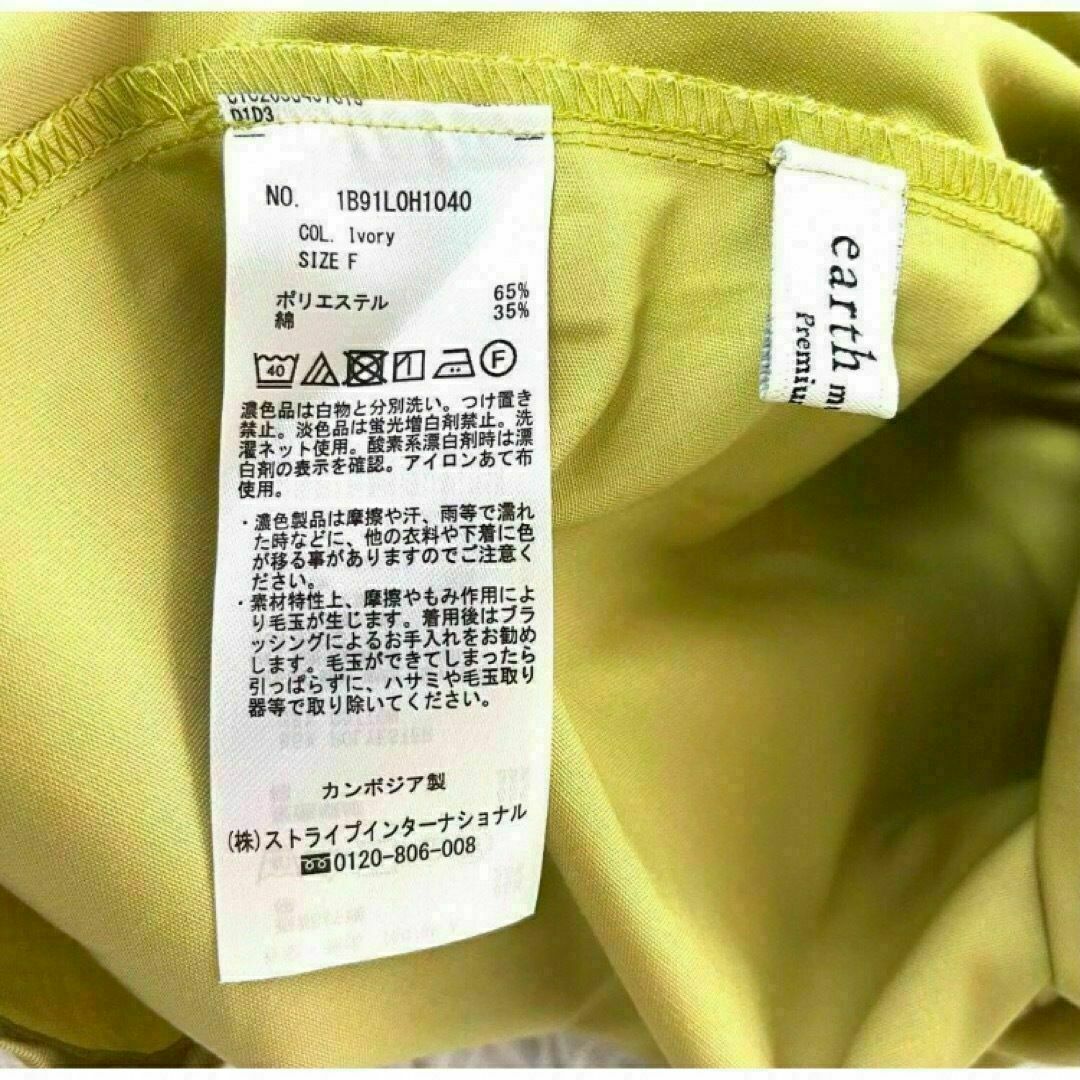 D1D3
NO. 1B91L0H1040
COL. Ivory
SIZE F
ポリエステル 65%
綿 35%
40
F
濃色品は白物と分別洗い。つけ置き
禁止。淡色品は蛍光増白剤禁止。洗
濯ネット使用。酸素系漂白剤時は漂
白剤の表示を確認。アイロンあて布
使用。
・濃色製品は摩擦や汗、雨等で濡れ
た時などに、他の衣料や下着に色
が移る事がありますのでご注意く
ださい。
・素材特性上、摩擦やもみ作用によ
り毛玉が生じます。着用後はブラ
ッシングによるお手入れをお勧め
します。毛玉ができてしまったら
引っぱらずに、ハサミや毛玉取り
器等で取り除いてください。
カンボジア製
(株)ストライプインターナショナル
0120-806-008
earth mu
Premiu